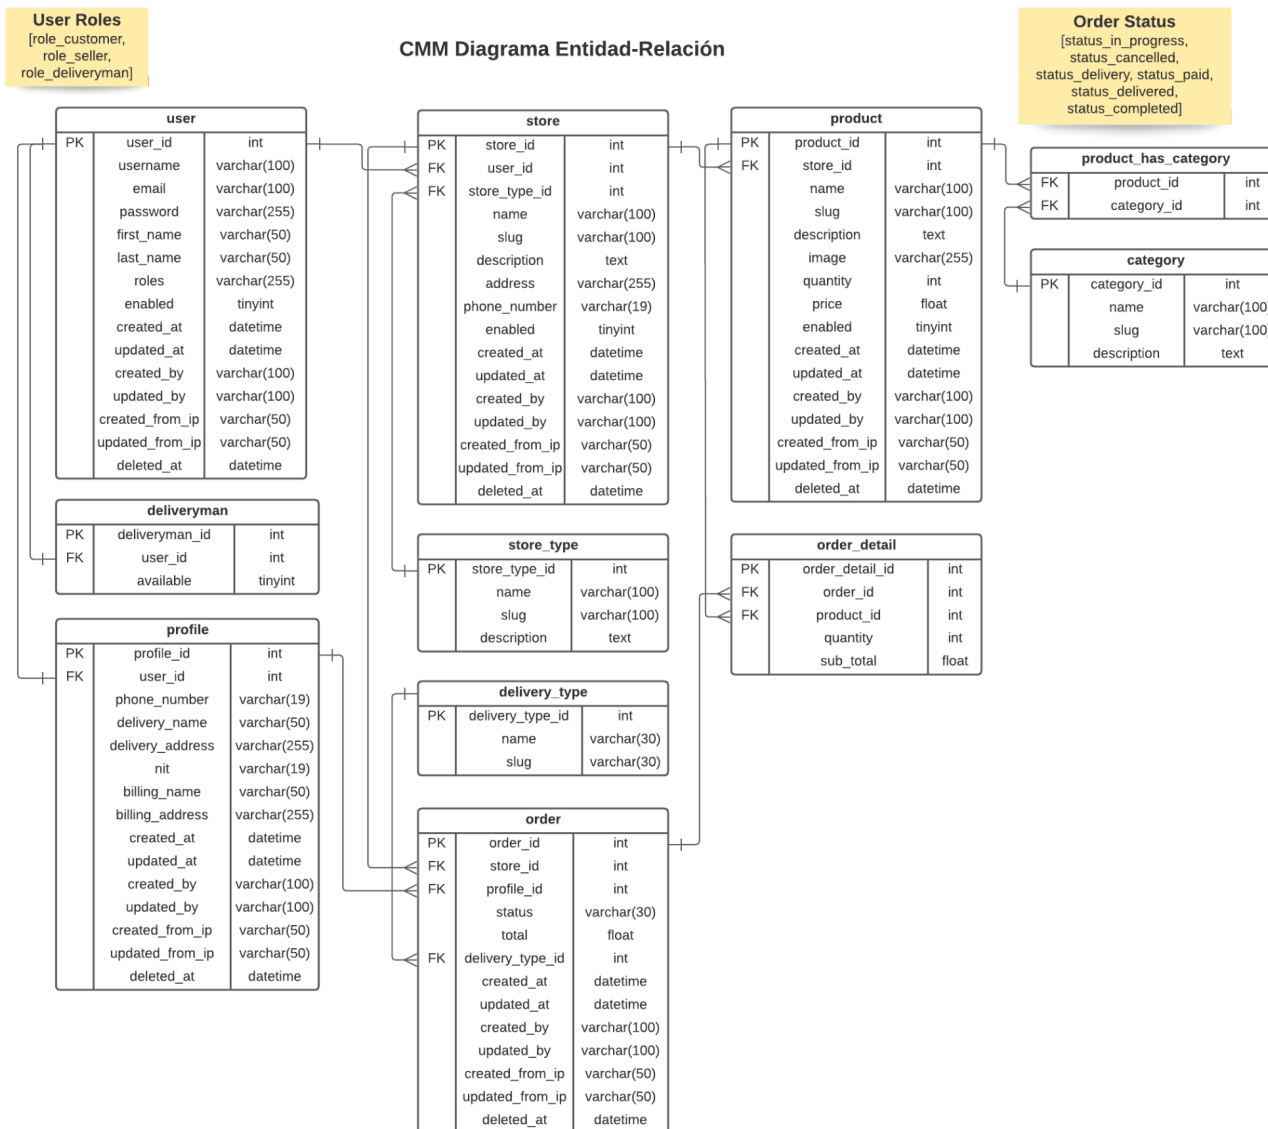 User Roles
[role_customer,
role_seller,
role_deliveryman]
CMM Diagrama Entidad-Relación
Order Status
[status_in_progress,
status_cancelled,
status_delivery, status_paid,
status_delivered,
status_completed]
user
PK user_id int
username varchar(100)
email varchar(100)
password varchar(255)
first_name varchar(50)
last_name varchar(50)
roles varchar(255)
enabled tinyint
created_at datetime
updated_at datetime
created_by varchar(100)
updated_by varchar(100)
created_from_ip varchar(50)
updated_from_ip varchar(50)
deleted_at datetime
deliveryman
PK deliveryman_id int
FK user_id int
available tinyint
profile
PK profile_id int
FK user_id int
phone_number varchar(19)
delivery_name varchar(50)
delivery_address varchar(255)
nit varchar(19)
billing_name varchar(50)
billing_address varchar(255)
created_at datetime
updated_at datetime
created_by varchar(100)
updated_by varchar(100)
created_from_ip varchar(50)
updated_from_ip varchar(50)
deleted_at datetime
store
PK store_id int
FK user_id int
FK store_type_id int
name varchar(100)
slug varchar(100)
description text
address varchar(255)
phone_number varchar(19)
enabled tinyint
created_at datetime
updated_at datetime
created_by varchar(100)
updated_by varchar(100)
created_from_ip varchar(50)
updated_from_ip varchar(50)
deleted_at datetime
store_type
PK store_type_id int
name varchar(100)
slug varchar(100)
description text
delivery_type
PK delivery_type_id int
name varchar(30)
slug varchar(30)
order
PK order_id int
FK store_id int
FK profile_id int
status varchar(30)
total float
FK delivery_type_id int
created_at datetime
updated_at datetime
created_by varchar(100)
updated_by varchar(100)
created_from_ip varchar(50)
updated_from_ip varchar(50)
deleted_at datetime
product
PK product_id int
FK store_id int
name varchar(100)
slug varchar(100)
description text
image varchar(255)
quantity int
price float
enabled tinyint
created_at datetime
updated_at datetime
created_by varchar(100)
updated_by varchar(100)
created_from_ip varchar(50)
updated_from_ip varchar(50)
deleted_at datetime
order_detail
PK order_detail_id int
FK order_id int
FK product_id int
quantity int
sub_total float
product_has_category
FK product_id int
FK category_id int
category
PK category_id int
name varchar(100)
slug varchar(100)
description text